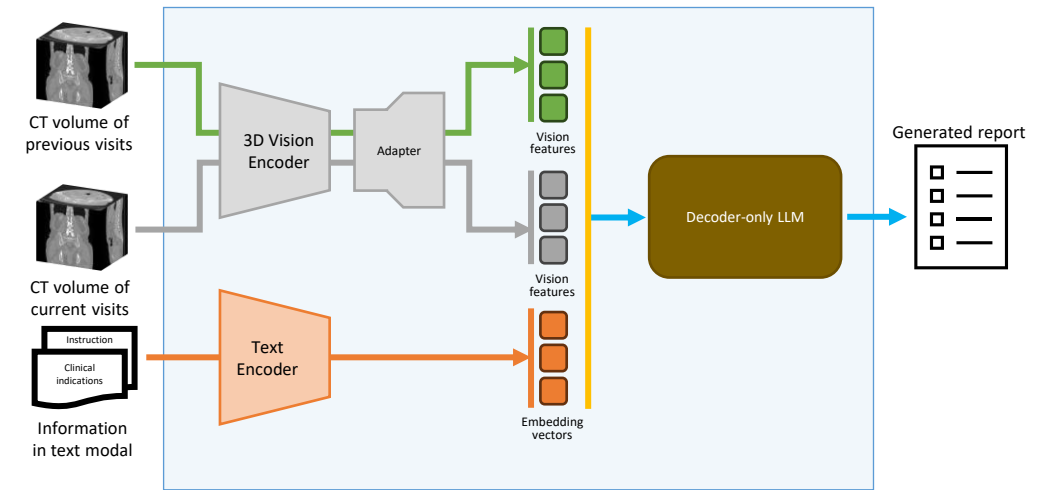 CT volume of
previous visits
CT volume of
current visits
Instruction
Clinical
indications
Information
in text modal
3D Vision
Encoder
Adapter
Text
Encoder
Vision
features
Vision
features
Embedding
vectors
Decoder-only LLM
Generated report